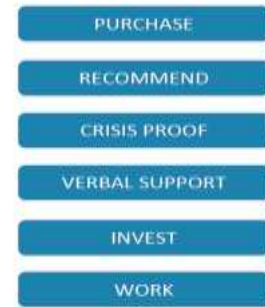 PURCHASE
RECOMMEND
CRISIS PROOF
VERBAL SUPPORT
INVEST
WORK